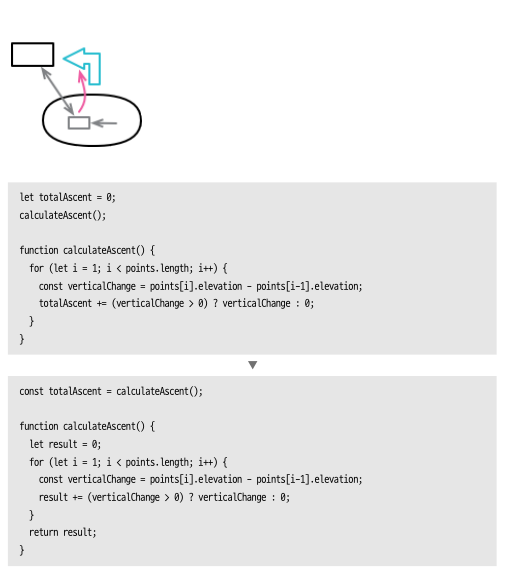 let totalAscent = 0;
calculateAscent();
function calculateAscent() {
for (let i = 1; i < points.length; i++) {
const verticalChange = points[i].elevation - points[i-1].elevation;
totalAscent += (verticalChange > 0) ? verticalChange : 0;
}
}
const totalAscent = calculateAscent();
function calculateAscent() {
let result = 0;
for (let i = 1; i < points.length; i++) {
const verticalChange = points[i].elevation - points[i-1].elevation;
result += (verticalChange > 0) ? verticalChange : 0;
}
return result;
}